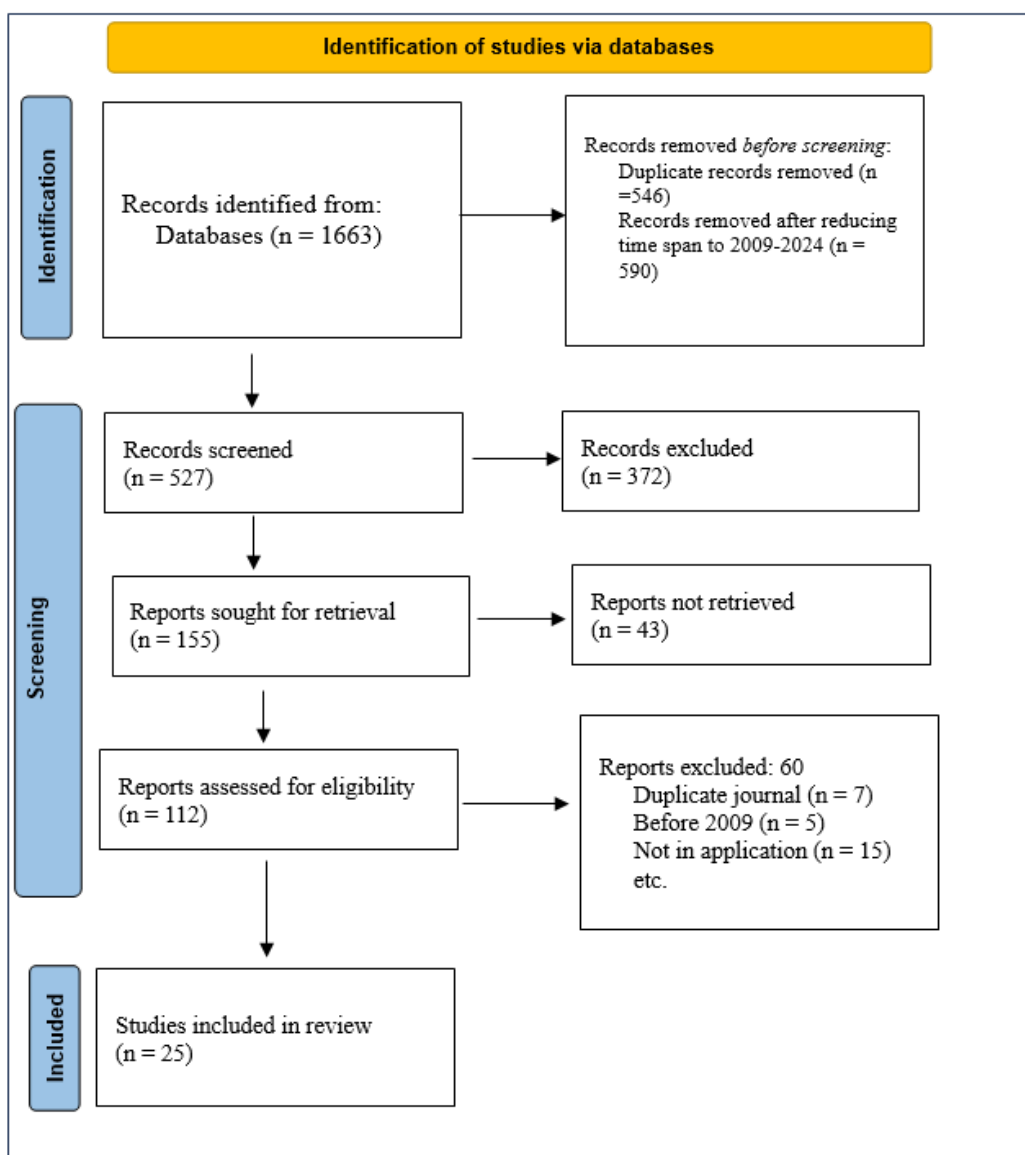 Identification of studies via databases
Identification
Records identified from:
Databases (n = 1663)
Records removed before screening:
Duplicate records removed (n
=546)
Records removed after reducing
time span to 2009-2024 (n =
590)
Screening
Records screened
(n = 527)
Records excluded
(n = 372)
Reports sought for retrieval
(n = 155)
Reports not retrieved
(n = 43)
Reports assessed for eligibility
(n = 112)
Reports excluded: 60
Duplicate journal (n = 7)
Before 2009 (n = 5)
Not in application (n = 15)
etc.
Included
Studies included in review
(n = 25)